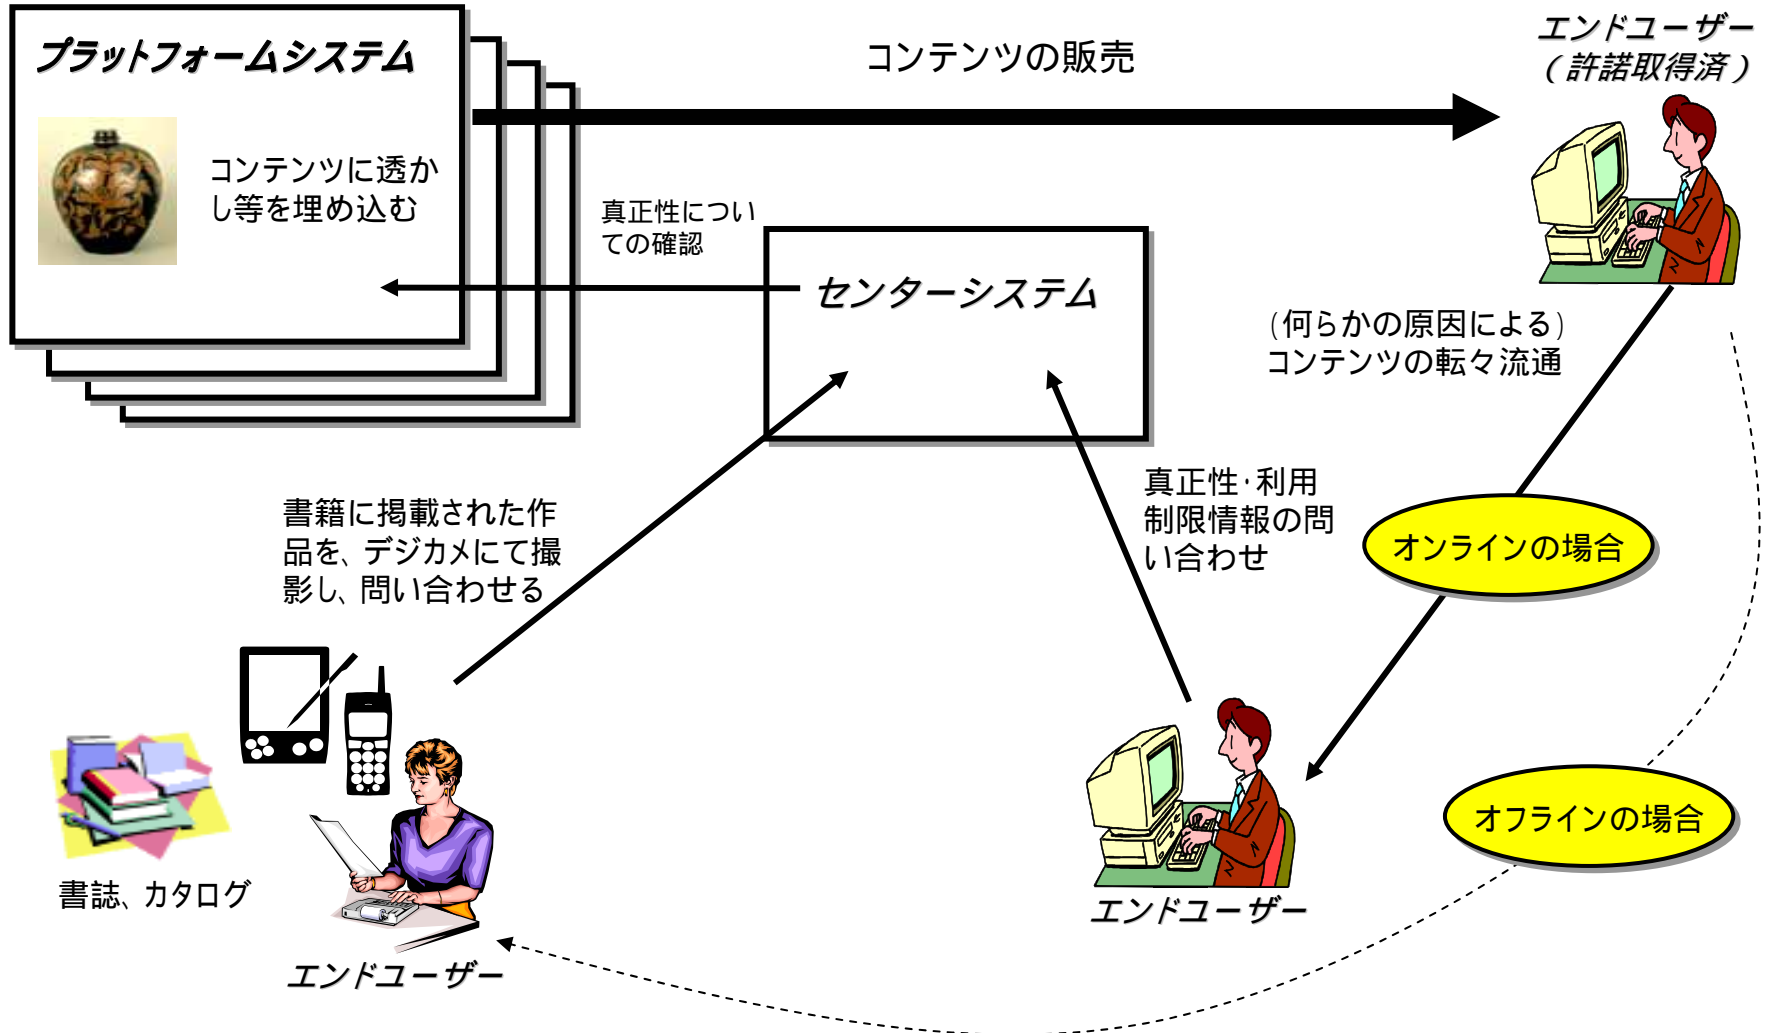 プラットフォームシステム
コンテンツに透か
し等を埋め込む
コンテンツの販売
エンドユーザー
（許諾取得済）
真正性につい
ての確認
センターシステム
（何らかの原因による）
コンテンツの転々流通
書籍に掲載された作
品を、デジカメにて撮
影し、問い合わせる
真正性・利用
制限情報の問
い合わせ
オンラインの場合
オフラインの場合
書誌、カタログ
エンドユーザー
エンドユーザー